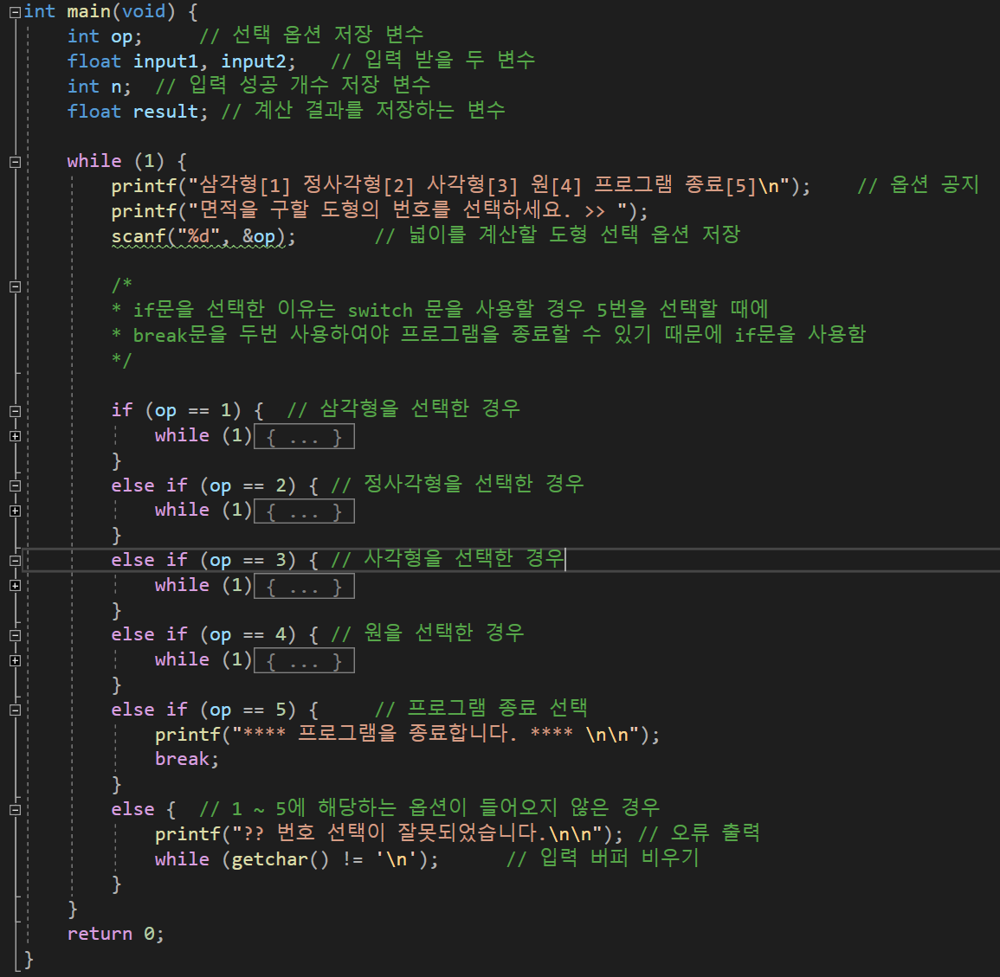 int main(void) {
int op; // 선택 옵션 저장 변수
float input1, input2; // 입력 받을 두 변수
int n; // 입력 성공 개수 저장 변수
float result; // 계산 결과를 저장하는 변수
while (1) {
printf("삼각형[1] 정사각형[2] 사각형[3] 원[4] 프로그램 종료[5]\n"); // 옵션 공지
printf("면적을 구할 도형의 번호를 선택하세요. >> ");
scanf("%d", &op); // 넓이를 계산할 도형 선택 옵션 저장
/*
* if문을 선택한 이유는 switch 문을 사용할 경우 5번을 선택할 때에
* break문을 두번 사용하여야 프로그램을 종료할 수 있기 때문에 if문을 사용함
*/
if (op == 1) { // 삼각형을 선택한 경우
while (1) { ... }
}
else if (op == 2) { // 정사각형을 선택한 경우
while (1) { ... }
}
else if (op == 3) { // 사각형을 선택한 경우
while (1) { ... }
}
else if (op == 4) { // 원을 선택한 경우
while (1) { ... }
}
else if (op == 5) { // 프로그램 종료 선택
printf("**** 프로그램을 종료합니다. **** \n\n");
break;
}
else { // 1 ~ 5에 해당하는 옵션이 들어오지 않은 경우
printf("?? 번호 선택이 잘못되었습니다.\n\n"); // 오류 출력
while (getchar() != '\n'); // 입력 버퍼 비우기
}
}
return 0;
}